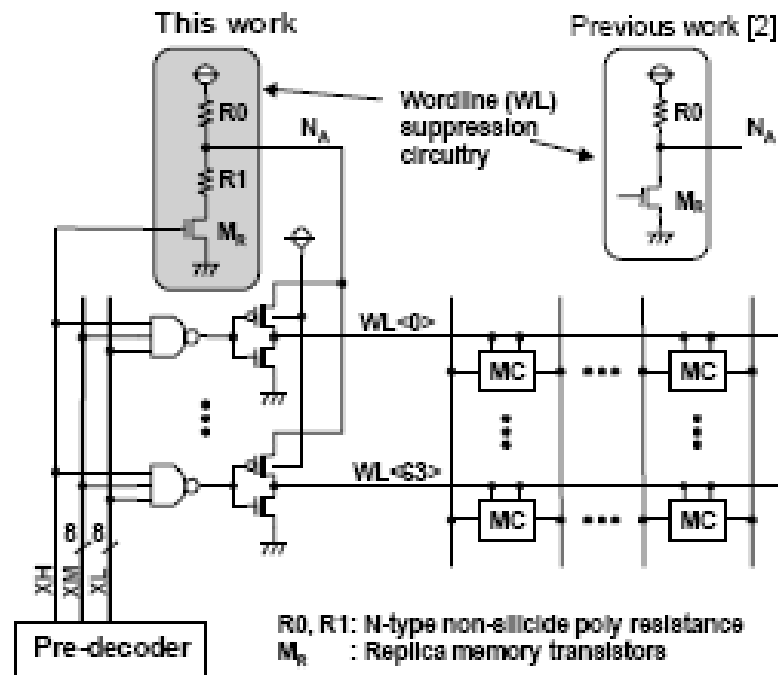 This work
Previous work [2]
R0
R1
N_A
M_R
Wordline (WL)
suppression
circuitry
R0
N_A
M_R
WL<0>
MC
MC
WL<63>
MC
MC
8
8
XH
XM
XL
Pre-decoder
R0, R1: N-type non-silicide poly resistance
M_R : Replica memory transistors